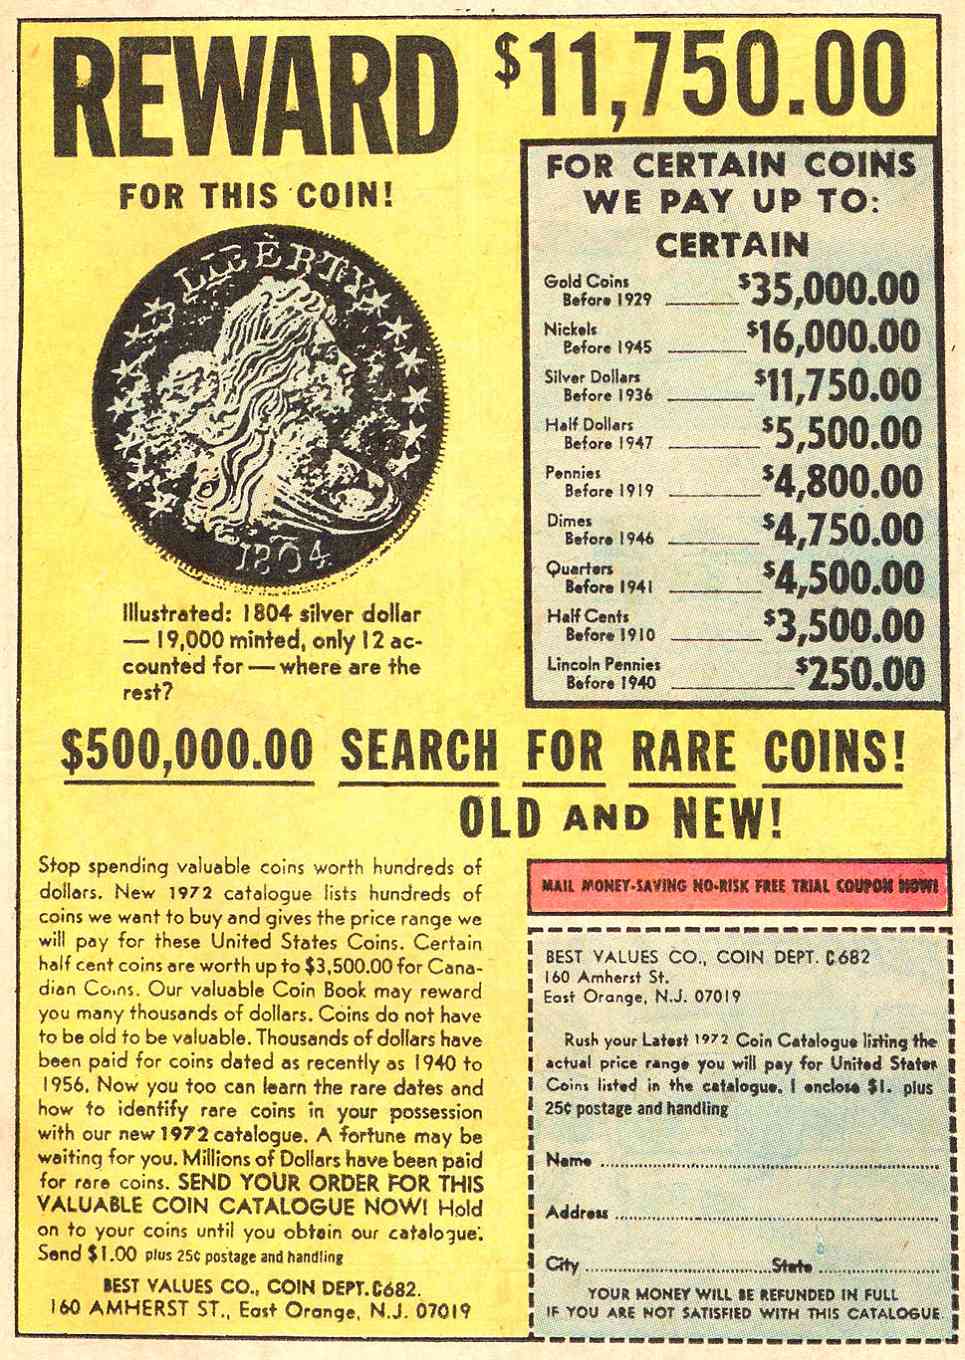 REWARD $11,750.00
FOR THIS COIN!
LIBERTY
1804
Illustrated: 1804 silver dollar
— 19,000 minted, only 12 ac-
counted for — where are the
rest?
FOR CERTAIN COINS
WE PAY UP TO:
CERTAIN
Gold Coins
Before 1929 $35,000.00
Nickels
Before 1945 $16,000.00
Silver Dollars
Before 1936 $11,750.00
Half Dollars
Before 1947 $5,500.00
Pennies
Before 1919 $4,800.00
Dimes
Before 1946 $4,750.00
Quarters
Before 1941 $4,500.00
Half Cents
Before 1910 $3,500.00
Lincoln Pennies
Before 1940 $250.00
$500,000.00 SEARCH FOR RARE COINS!
OLD AND NEW!
Stop spending valuable coins worth hundreds of
dollars. New 1972 catalogue lists hundreds of
coins we want to buy and gives the price range we
will pay for these United States Coins. Certain
half cent coins are worth up to $3,500.00 for Cana-
dian Coins. Our valuable Coin Book may reward
you many thousands of dollars. Coins do not have
to be old to be valuable. Thousands of dollars have
been paid for coins dated as recently as 1940 to
1956. Now you too can learn the rare dates and
how to identify rare coins in your possession
with our new 1972 catalogue. A fortune may be
waiting for you. Millions of Dollars have been paid
for rare coins. SEND YOUR ORDER FOR THIS
VALUABLE COIN CATALOGUE NOW! Hold
on to your coins until you obtain our catalogue.
Send $1.00 plus 25¢ postage and handling
BEST VALUES CO., COIN DEPT. C682.
160 AMHERST ST., East Orange, N.J. 07019
MAIL MONEY-SAVING NO-RISK FREE TRIAL COUPON NOW!
BEST VALUES CO., COIN DEPT. C682
160 Amherst St.
East Orange, N.J. 07019
Rush your Latest 1972 Coin Catalogue listing the
actual price range you will pay for United States
Coins listed in the catalogue. I enclose $1. plus
25¢ postage and handling
Name
Address
City State
YOUR MONEY WILL BE REFUNDED IN FULL
IF YOU ARE NOT SATISFIED WITH THIS CATALOGUE.